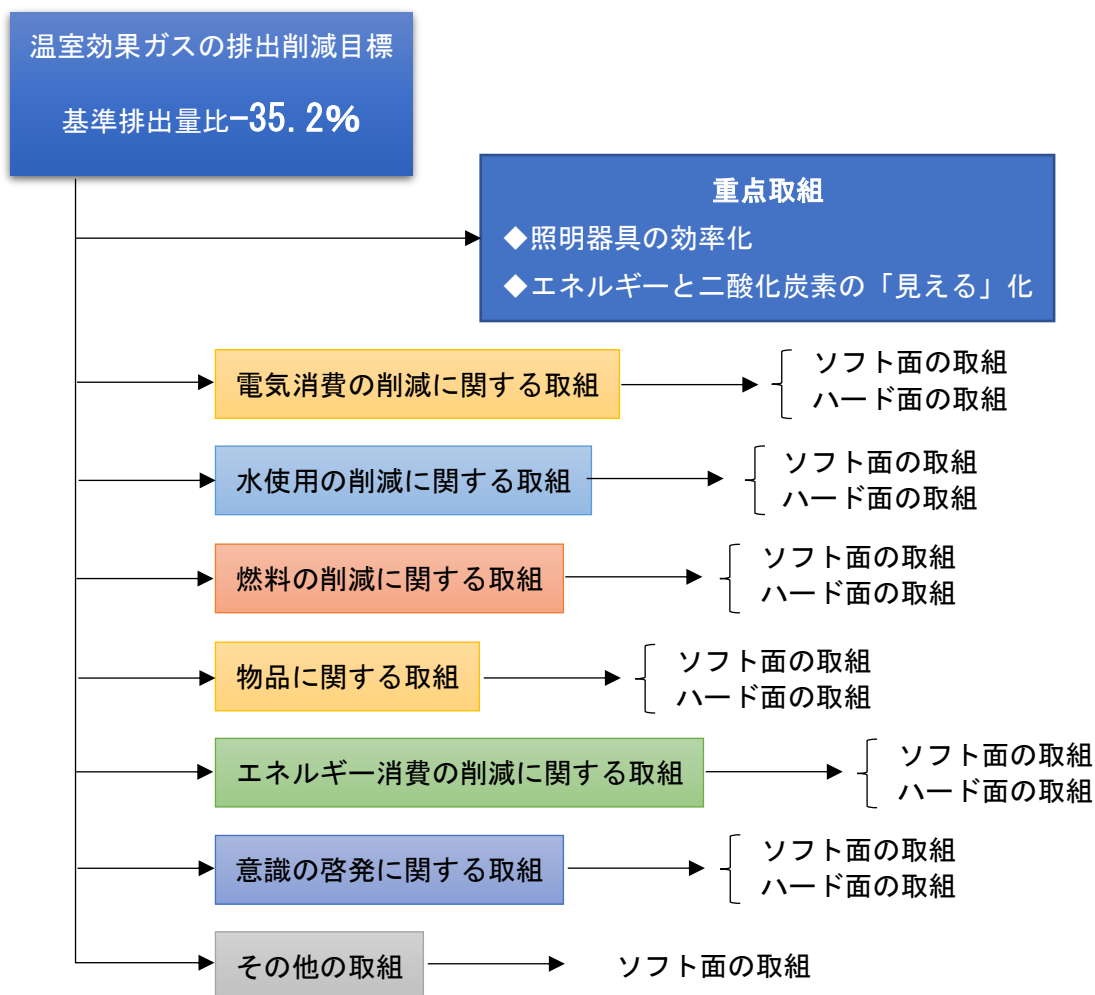 温室効果ガスの排出削減目標
基準排出量比−35.2%
重点取組
◆照明器具の効率化
◆エネルギーと二酸化炭素の「見える」化
電気消費の削減に関する取組
ソフト面の取組
ハード面の取組
水使用の削減に関する取組
ソフト面の取組
ハード面の取組
燃料の削減に関する取組
ソフト面の取組
ハード面の取組
物品に関する取組
ソフト面の取組
ハード面の取組
エネルギー消費の削減に関する取組
ソフト面の取組
ハード面の取組
意識の啓発に関する取組
ソフト面の取組
ハード面の取組
その他の取組
ソフト面の取組